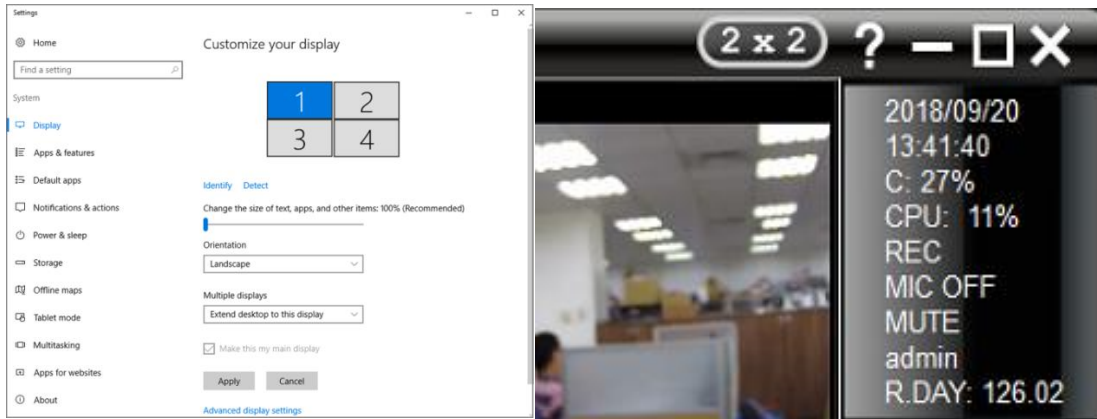 Settings
Home
Find a setting
System
Display
Apps & features
Default apps
Notifications & actions
Power & sleep
Storage
Offline maps
Tablet mode
Multitasking
Apps for websites
About
Customize your display
1 2
3 4
Identify Detect
Change the size of text, apps, and other items: 100% (Recommended)
Orientation
Landscape
Multiple displays
Extend desktop to this display
Make this my main display
Apply Cancel
Advanced display settings
2 x 2 ?
2018/09/20
13:41:40
C: 27%
CPU: 11%
REC
MIC OFF
MUTE
admin
R.DAY: 126.02